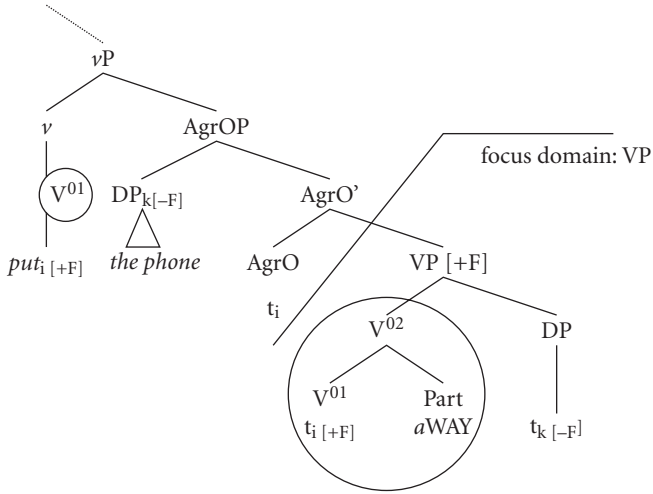 vP
v AgrOP
focus domain: VP
V⁰¹ DPₖ[–F] AgrO’
putᵢ [+F] the phone AgrO VP [+F]
tᵢ
V⁰² DP
V⁰¹ Part
tᵢ [+F] aWAY tₖ [–F]